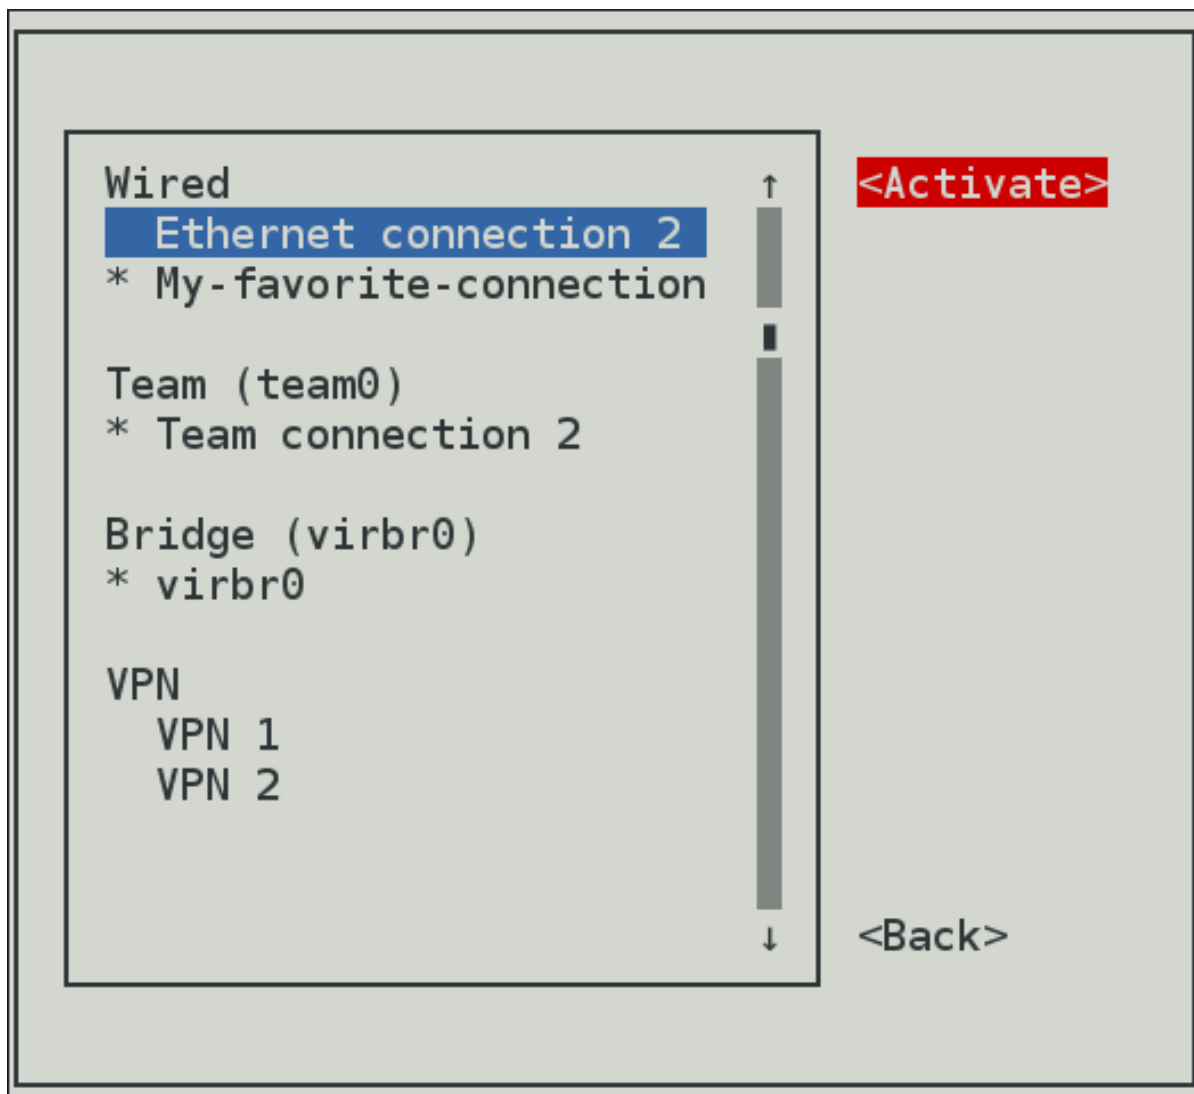 Wired
Ethernet connection 2
* My-favorite-connection
Team (team0)
* Team connection 2
Bridge (virbr0)
* virbr0
VPN
VPN 1
VPN 2
<Activate>
<Back>